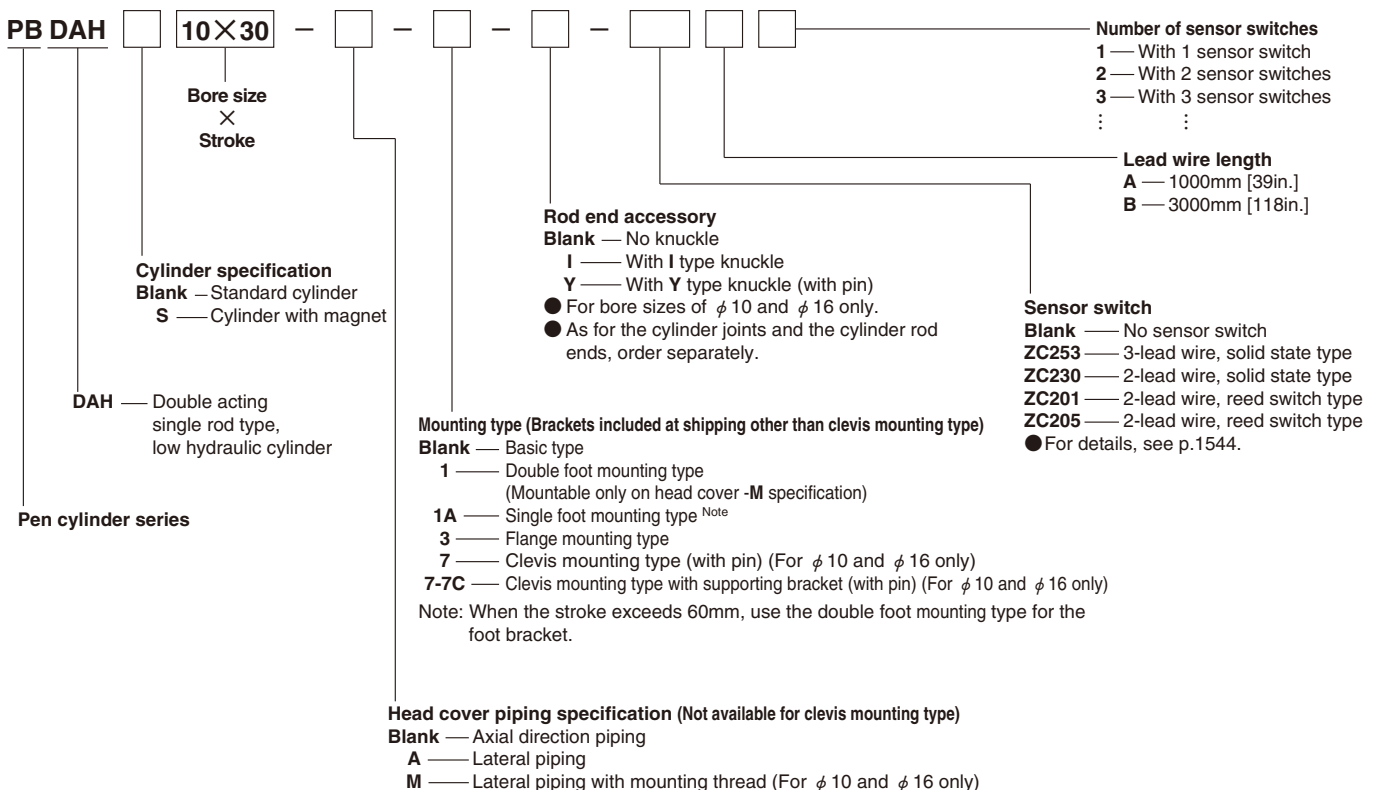 PB DAH 10×30 – – – –
Bore size
×
Stroke
Number of sensor switches
1 — With 1 sensor switch
2 — With 2 sensor switches
3 — With 3 sensor switches
⋮ ⋮
Lead wire length
A — 1000mm [39in.]
B — 3000mm [118in.]
Cylinder specification
Blank – Standard cylinder
S — Cylinder with magnet
Rod end accessory
Blank — No knuckle
I — With I type knuckle
Y — With Y type knuckle (with pin)
● For bore sizes of φ10 and φ16 only.
● As for the cylinder joints and the cylinder rod
ends, order separately.
Sensor switch
Blank — No sensor switch
ZC253 — 3-lead wire, solid state type
ZC230 — 2-lead wire, solid state type
ZC201 — 2-lead wire, reed switch type
ZC205 — 2-lead wire, reed switch type
● For details, see p.1544.
DAH — Double acting
single rod type,
low hydraulic cylinder
Mounting type (Brackets included at shipping other than clevis mounting type)
Blank — Basic type
1 — Double foot mounting type
(Mountable only on head cover -M specification)
1A — Single foot mounting type Note
3 — Flange mounting type
7 — Clevis mounting type (with pin) (For φ10 and φ16 only)
7-7C — Clevis mounting type with supporting bracket (with pin) (For φ10 and φ16 only)
Note: When the stroke exceeds 60mm, use the double foot mounting type for the
foot bracket.
Pen cylinder series
Head cover piping specification (Not available for clevis mounting type)
Blank — Axial direction piping
A — Lateral piping
M — Lateral piping with mounting thread (For φ10 and φ16 only)